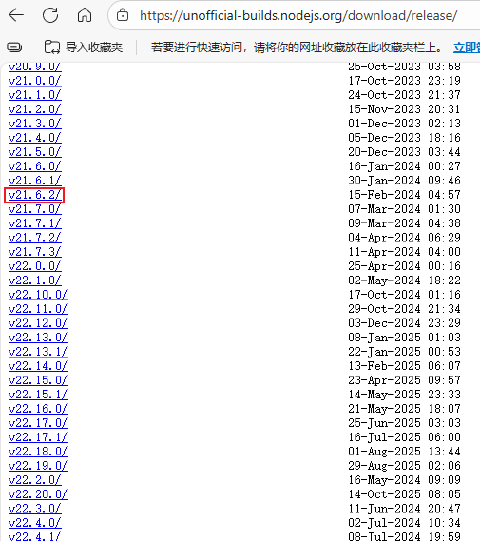 https://unofficial-builds.nodejs.org/download/release/
导入收藏夹 若要进行快速访问，请将你的网址收藏放在此收藏夹栏上。 立即管
v20.9.0/ 25-Oct-2023 03:58
v21.0.0/ 17-Oct-2023 23:19
v21.1.0/ 24-Oct-2023 21:37
v21.2.0/ 15-Nov-2023 20:31
v21.3.0/ 01-Dec-2023 02:13
v21.4.0/ 05-Dec-2023 18:16
v21.5.0/ 20-Dec-2023 03:44
v21.6.0/ 16-Jan-2024 00:27
v21.6.1/ 30-Jan-2024 09:46
v21.6.2/ 15-Feb-2024 04:57
v21.7.0/ 07-Mar-2024 01:30
v21.7.1/ 09-Mar-2024 04:38
v21.7.2/ 04-Apr-2024 06:29
v21.7.3/ 11-Apr-2024 04:00
v22.0.0/ 25-Apr-2024 00:16
v22.1.0/ 02-May-2024 18:22
v22.10.0/ 17-Oct-2024 01:16
v22.11.0/ 29-Oct-2024 21:34
v22.12.0/ 03-Dec-2024 23:29
v22.13.0/ 08-Jan-2025 01:03
v22.13.1/ 22-Jan-2025 00:53
v22.14.0/ 13-Feb-2025 06:07
v22.15.0/ 23-Apr-2025 09:57
v22.15.1/ 14-May-2025 23:33
v22.16.0/ 21-May-2025 18:07
v22.17.0/ 25-Jun-2025 03:03
v22.17.1/ 16-Jul-2025 06:00
v22.18.0/ 01-Aug-2025 13:44
v22.19.0/ 29-Aug-2025 02:06
v22.2.0/ 16-May-2024 09:09
v22.20.0/ 14-Oct-2025 08:05
v22.3.0/ 11-Jun-2024 20:47
v22.4.0/ 02-Jul-2024 10:34
v22.4.1/ 08-Jul-2024 19:59